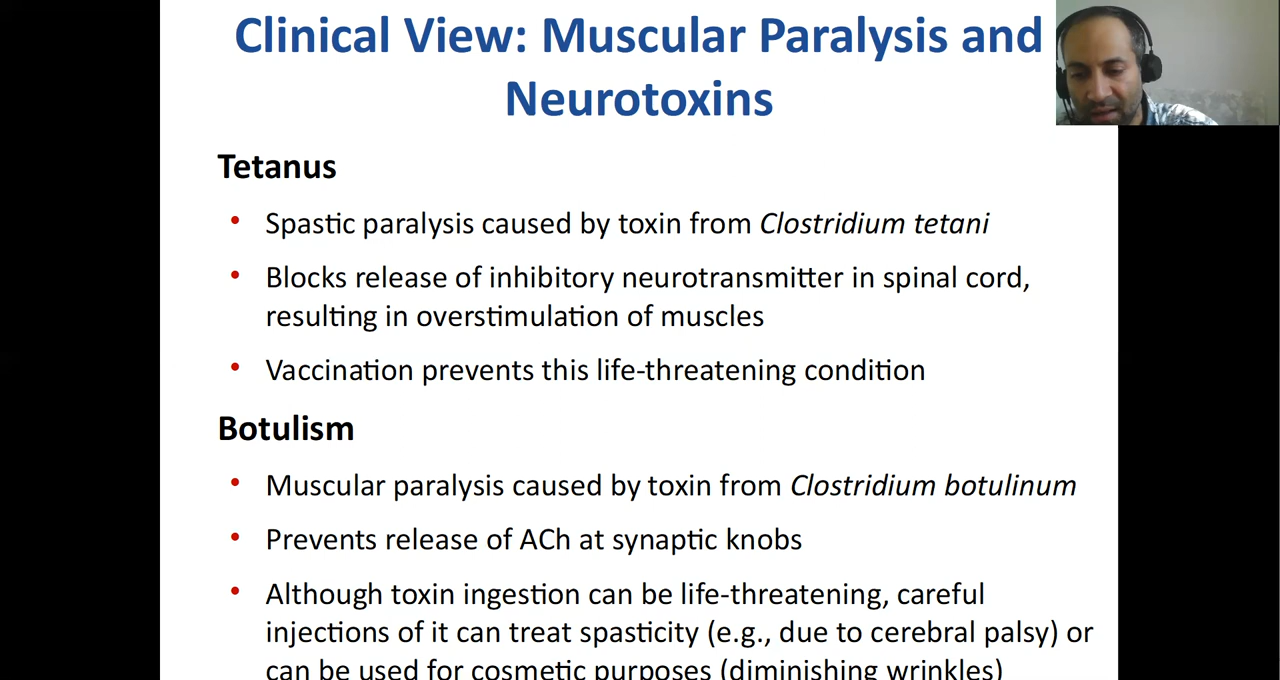 Clinical View: Muscular Paralysis and
Neurotoxins
Tetanus
• Spastic paralysis caused by toxin from Clostridium tetani
• Blocks release of inhibitory neurotransmitter in spinal cord,
resulting in overstimulation of muscles
• Vaccination prevents this life-threatening condition
Botulism
• Muscular paralysis caused by toxin from Clostridium botulinum
• Prevents release of ACh at synaptic knobs
• Although toxin ingestion can be life-threatening, careful
injections of it can treat spasticity (e.g., due to cerebral palsy) or
can be used for cosmetic purposes (diminishing wrinkles)